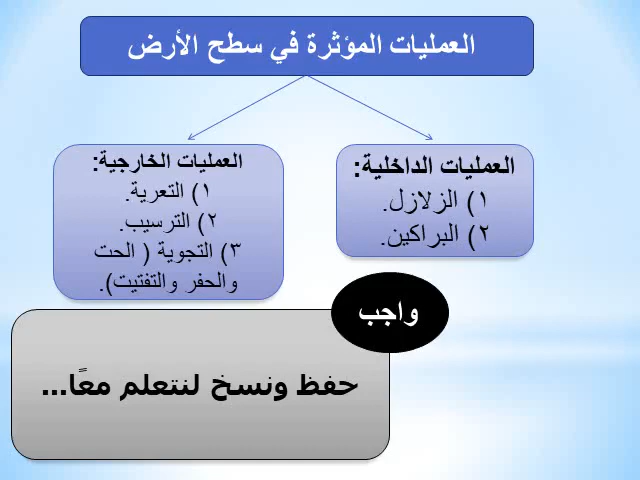 العمليات المؤثرة في سطح الأرض
العمليات الداخلية:
١) الزلازل.
٢) البراكين.
العمليات الخارجية:
١) التعرية.
٢) الترسيب.
٣) التجوية ( الحت
والحفر والتفتيت).
واجب
حفظ ونسخ لنتعلم معًا...